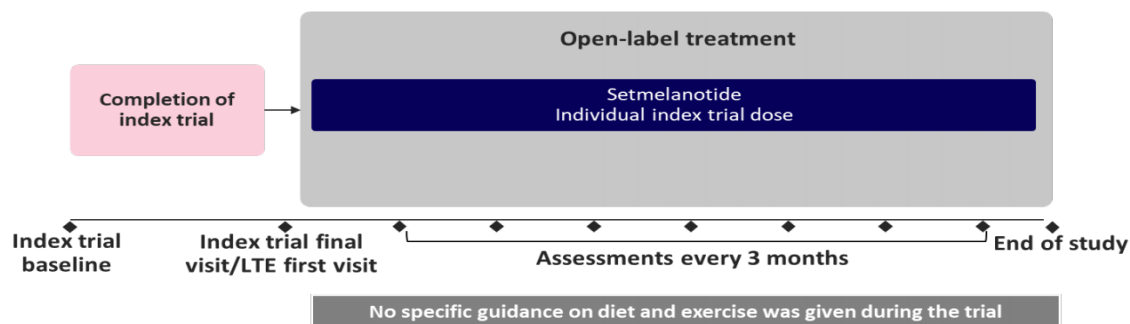 Open-label treatment
Completion of
index trial
Setmelanotide
Individual index trial dose
Index trial
baseline
Index trial final
visit/LTE first visit
Assessments every 3 months
End of study
No specific guidance on diet and exercise was given during the trial